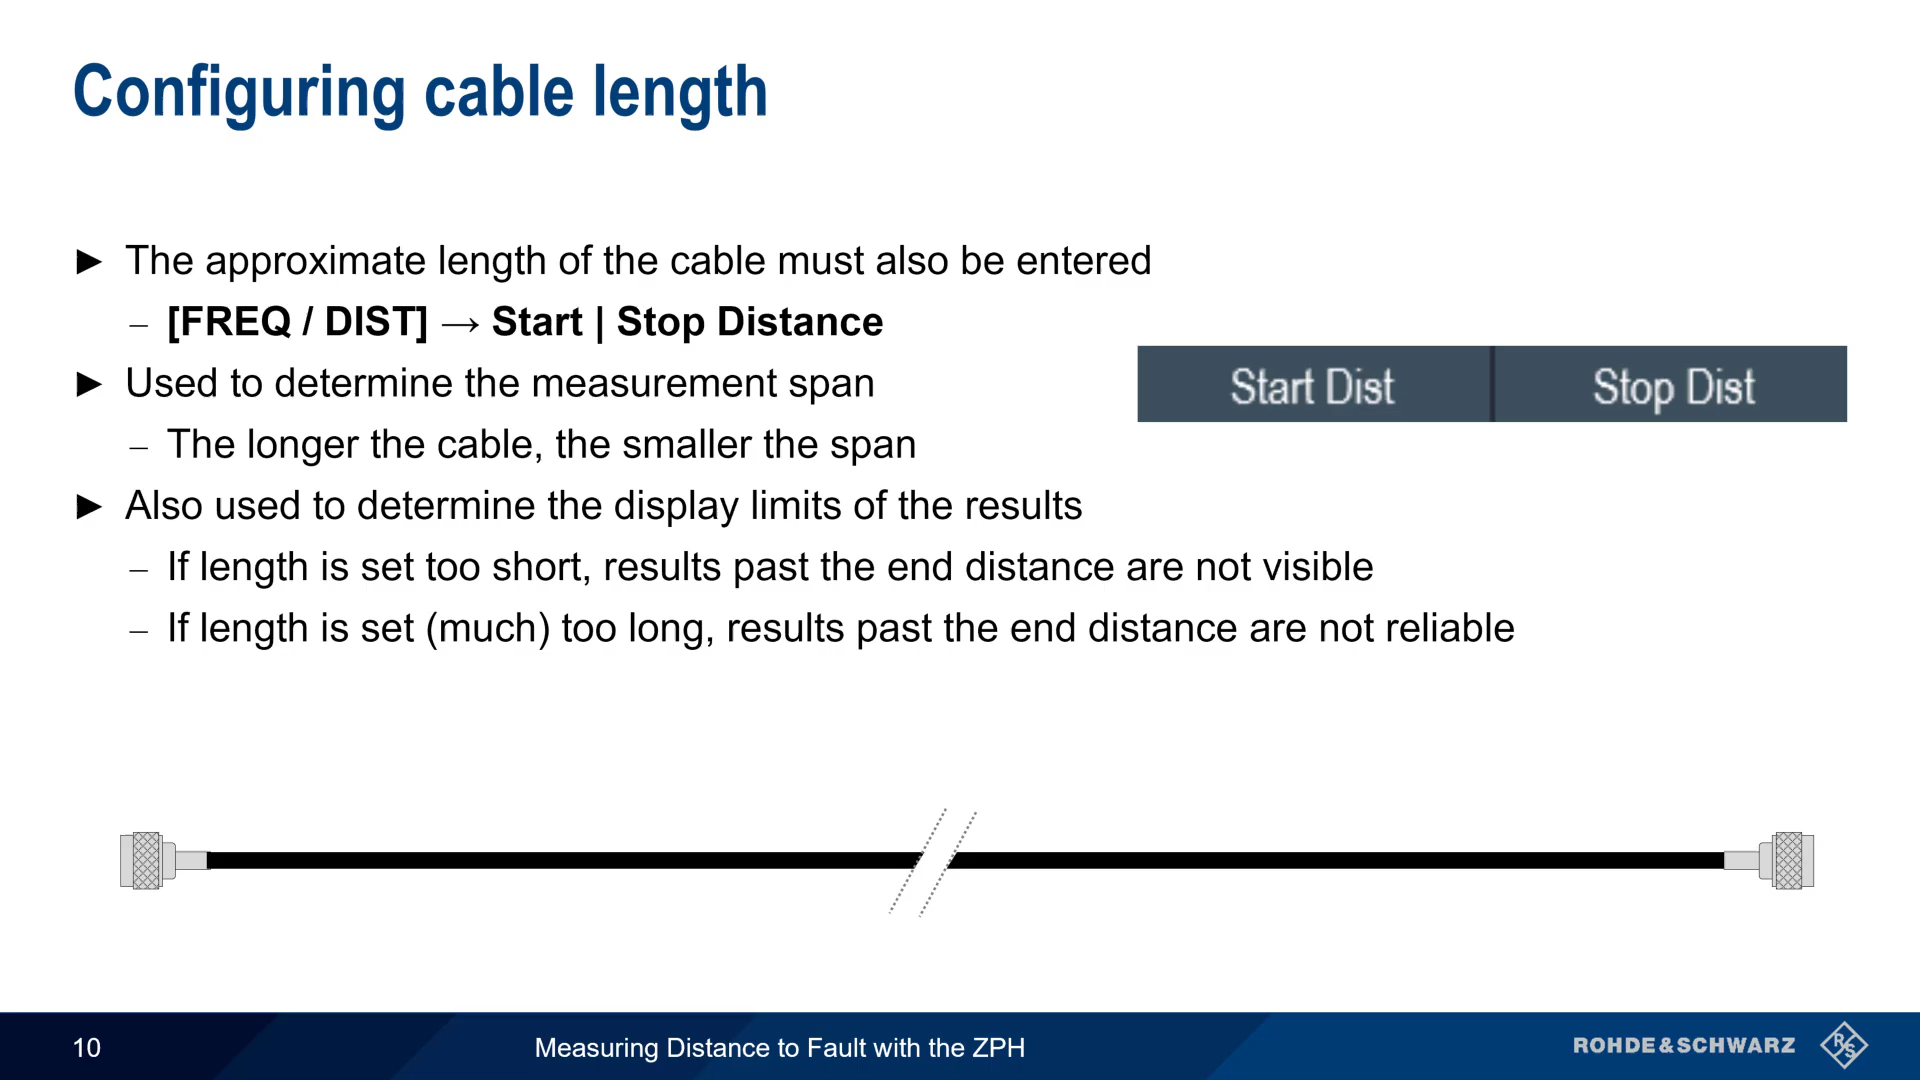 Configuring cable length
► The approximate length of the cable must also be entered
– [FREQ / DIST] → Start | Stop Distance
► Used to determine the measurement span
Start Dist Stop Dist
– The longer the cable, the smaller the span
► Also used to determine the display limits of the results
– If length is set too short, results past the end distance are not visible
– If length is set (much) too long, results past the end distance are not reliable
10 Measuring Distance to Fault with the ZPH ROHDE&SCHWARZ R&S